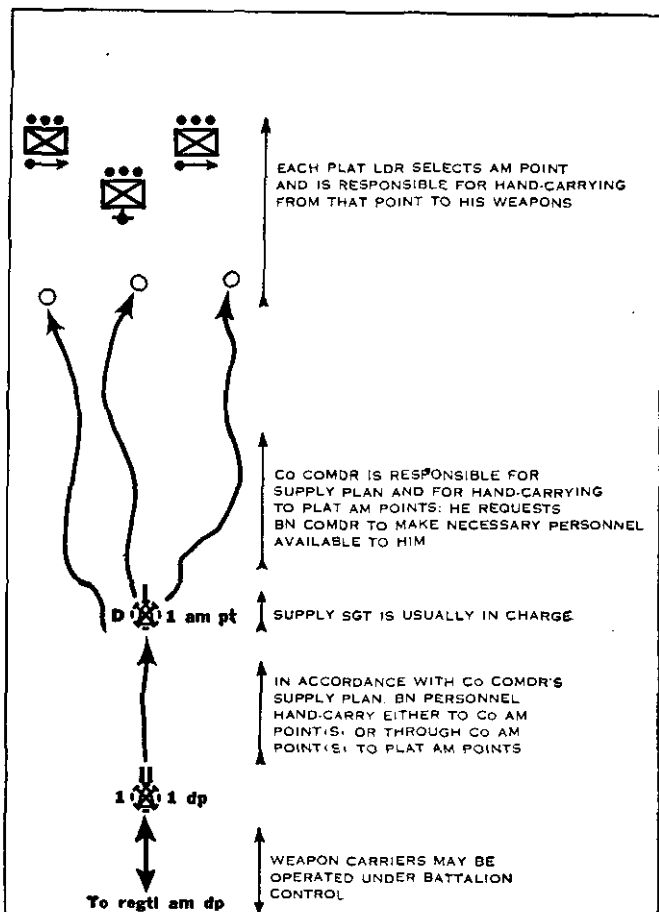 EACH PLAT LDR SELECTS AM POINT
AND IS RESPONSIBLE FOR HAND-CARRYING
FROM THAT POINT TO HIS WEAPONS
CO COMDR IS RESPONSIBLE FOR
SUPPLY PLAN AND FOR HAND-CARRYING
TO PLAT AM POINTS; HE REQUESTS
BN COMDR TO MAKE NECESSARY PERSONNEL
AVAILABLE TO HIM
D 1 am pt
SUPPLY SGT IS USUALLY IN CHARGE
IN ACCORDANCE WITH CO COMDR'S
SUPPLY PLAN, BN PERSONNEL
HAND-CARRY EITHER TO CO AM
POINT(S) OR THROUGH CO AM
POINT(S) TO PLAT AM POINTS
1 1 dp
WEAPON CARRIERS MAY BE
OPERATED UNDER BATTALION
CONTROL
To regtl am dp